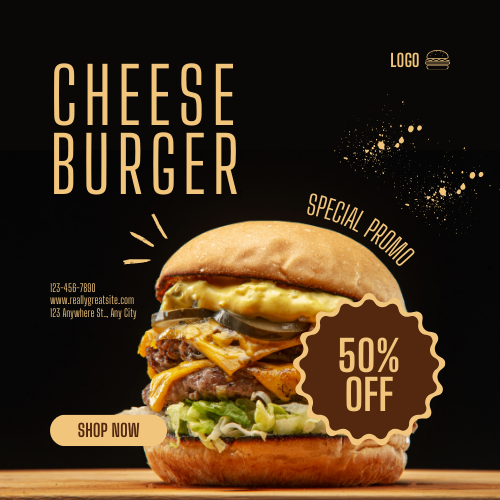 LOGO
CHEESE
BURGER
SPECIAL PROMO
123-456-7890
www.reallygreatsite.com
123 Anywhere St., Any City
50%
OFF
SHOP NOW